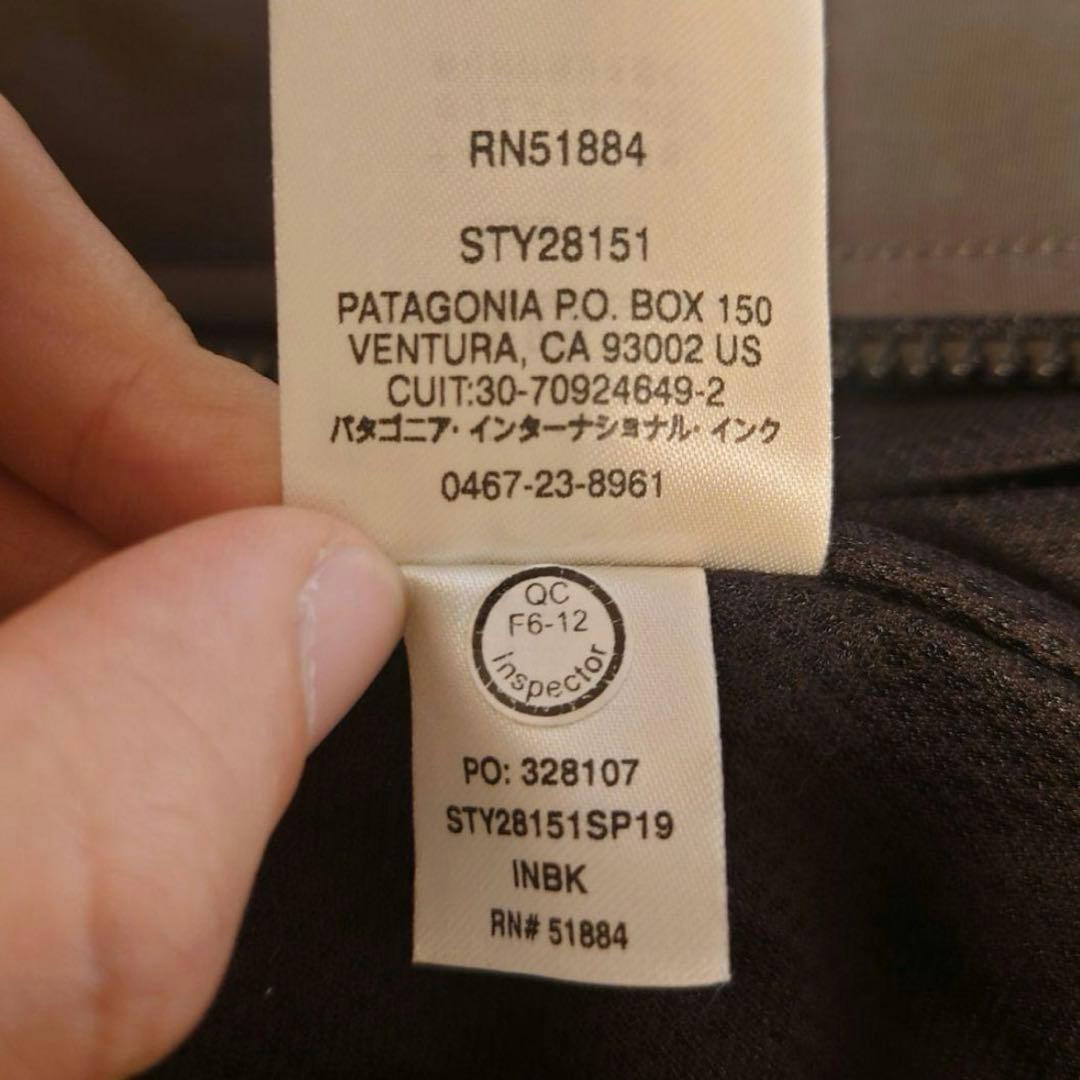 RN51884
STY28151
PATAGONIA P.O. BOX 150
VENTURA, CA 93002 US
CUIT:30-70924649-2
パタゴニア・インターナショナル・インク
0467-23-8961
QC
F6-12
Inspector
PO: 328107
STY28151SP19
INBK
RN# 51884